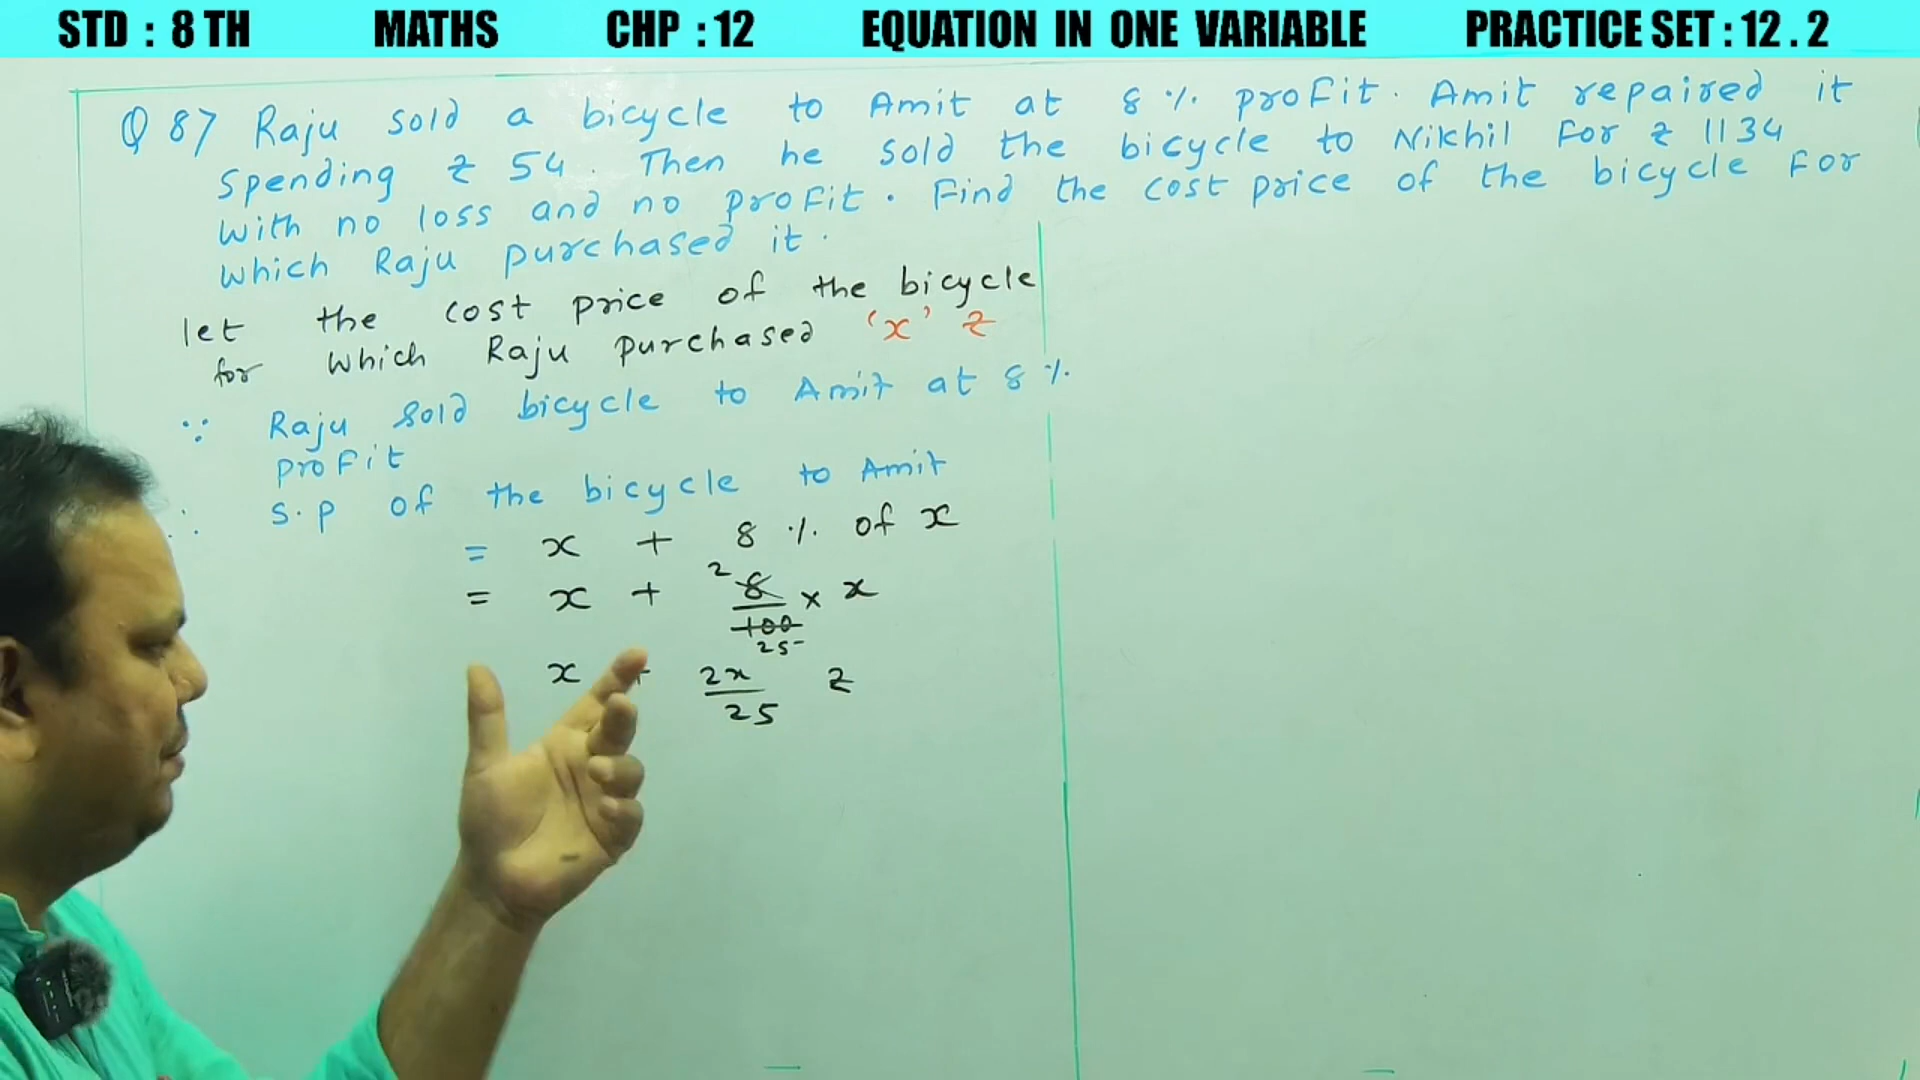 STD : 8 TH MATHS CHP : 12 EQUATION IN ONE VARIABLE PRACTICE SET : 12 . 2
Q 8) Raju sold a bicycle to Amit at 8 % profit. Amit repaired it
spending ₹ 54. Then he sold the bicycle to Nikhil for ₹ 1134
with no loss and no profit. Find the cost price of the bicycle for
which Raju purchased it.
let the cost price of the bicycle
for which Raju purchased 'x' ₹
∵ Raju sold bicycle to Amit at 8 %
profit
∴ S.P of the bicycle to Amit
= x + 8 % of x
= x + 2 8/100 25 × x
x + 2x/25 ₹